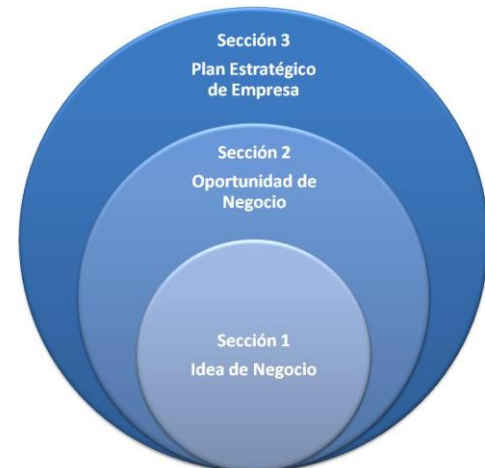 Sección 3
Plan Estratégico
de Empresa
Sección 2
Oportunidad de
Negocio
Sección 1
Idea de Negocio